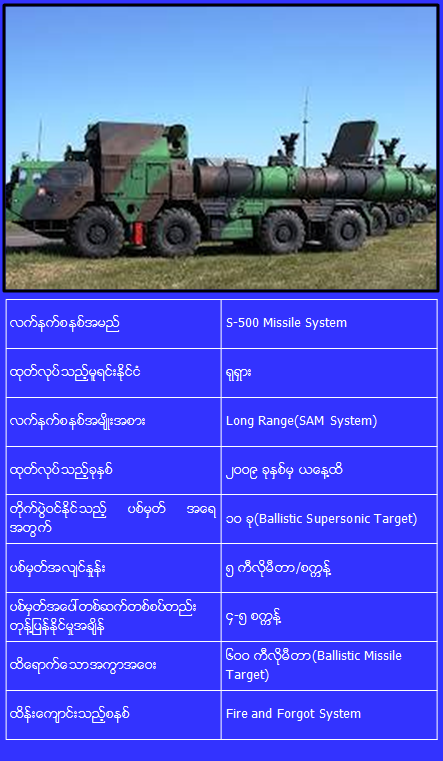 လက်နက်စနစ်အမည်
S-500 Missile System
ထုတ်လုပ်သည့်မူရင်းနိုင်ငံ
ရုရှား
လက်နက်စနစ်အမျိုးအစား
Long Range(SAM System)
ထုတ်လုပ်သည့်ခုနှစ်
၂၀၀၉ ခုနှစ်မှ ယနေ့ထိ
တိုက်ပွဲဝင်နိုင်သည့် ပစ်မှတ် အရေ
အတွက်
၁၀ ခု(Ballistic Supersonic Target)
ပစ်မှတ်အလျင်နှုန်း
၅ ကီလိုမီတာ/စက္ကန့်
ပစ်မှတ်အပေါ်တစ်ဆက်တစ်စပ်တည်း
တုန့်ပြန်နိုင်မှုအချိန်
၄-၅ စက္ကန့်
ထိရောက်သောအကွာအဝေး
၆၀၀ ကီလိုမီတာ(Ballistic Missile
Target)
ထိန်းကျောင်းသည့်စနစ်
Fire and Forgot System